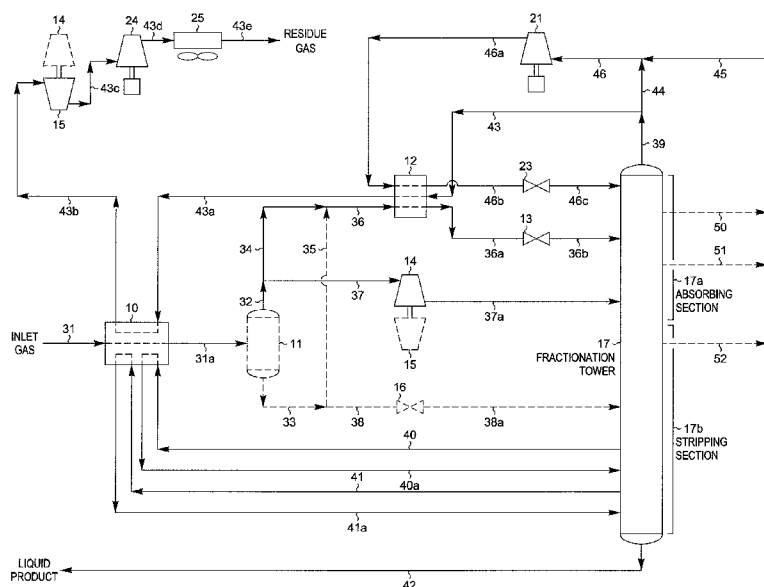 14
24
43d
25
43e
RESIDUE
GAS
15
43c
21
46a
46
45
44
43
39
12
23
46b
46c
43b
43a
36
13
36a
36b
50
51
17a
ABSORBING
SECTION
34
35
32
37
14
37a
10
INLET
GAS
31
31a
11
15
17
FRACTIONATION
TOWER
52
16
33
38
38a
17b
STRIPPING
SECTION
40
41
40a
41a
LIQUID
PRODUCT
42